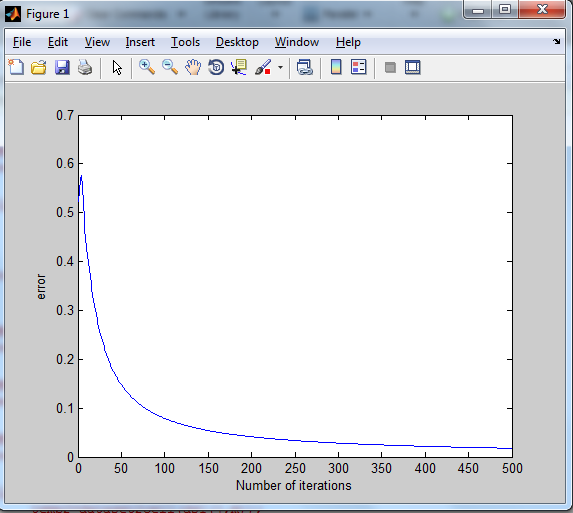 Figure 1
File Edit View Insert Tools Desktop Window Help
0.7
0.6
0.5
0.4
0.3
0.2
0.1
0
error
0 50 100 150 200 250 300 350 400 450 500
Number of iterations